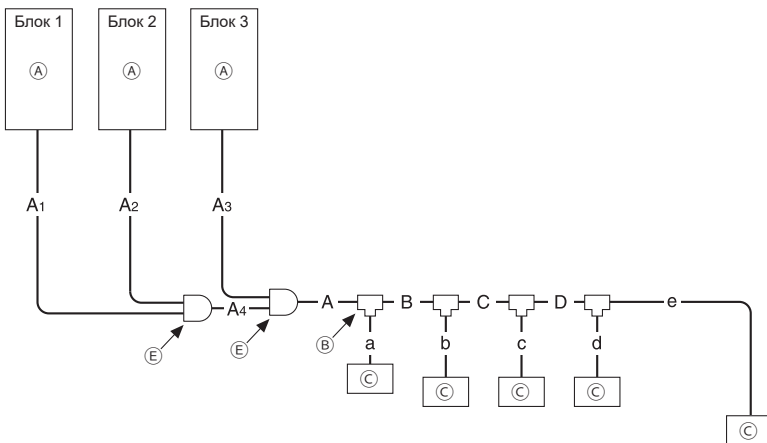 Блок 1 Блок 2 Блок 3
Ⓐ Ⓐ Ⓐ
A1 A2 A3
A4 A B C D e
Ⓔ Ⓔ Ⓑ a b c d
Ⓒ Ⓒ Ⓒ Ⓒ
Ⓒ